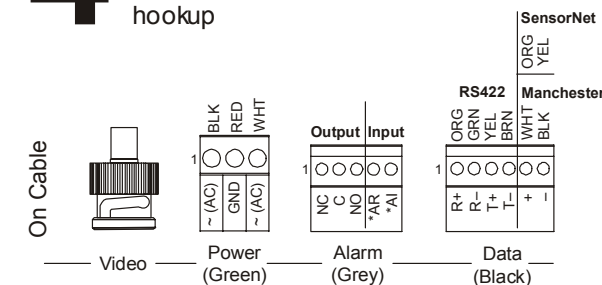 hookup
SensorNet
ORG
YEL
RS422
Manchester
BLK
RED
WHT
Output
Input
ORG
GRN
YEL
BRN
WHT
BLK
On Cable
1
1
1
~ (AC)
GND
~ (AC)
NC
C
NO
*AR
*AI
R+
R–
T+
T–
+
–
Video
Power
(Green)
Alarm
(Grey)
Data
(Black)